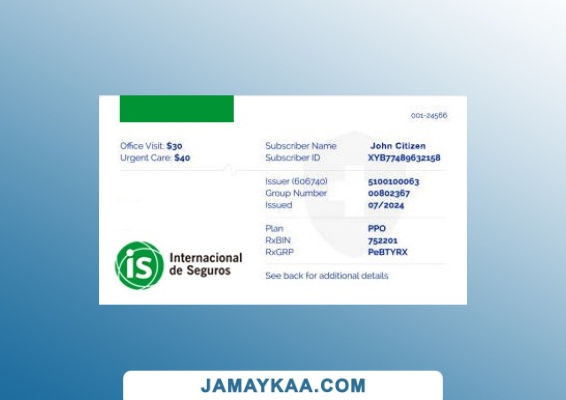 001-24566
Office Visit: $30
Urgent Care: $40
Subscriber Name John Citizen
Subscriber ID XYB77489632158
Issuer (606740) 5100100063
Group Number 00802367
Issued 07/2024
Plan PPO
RxBIN 752201
RxGRP PeBTYRX
See back for additional details
is
Internacional
de Seguros
JAMAYKAA.COM